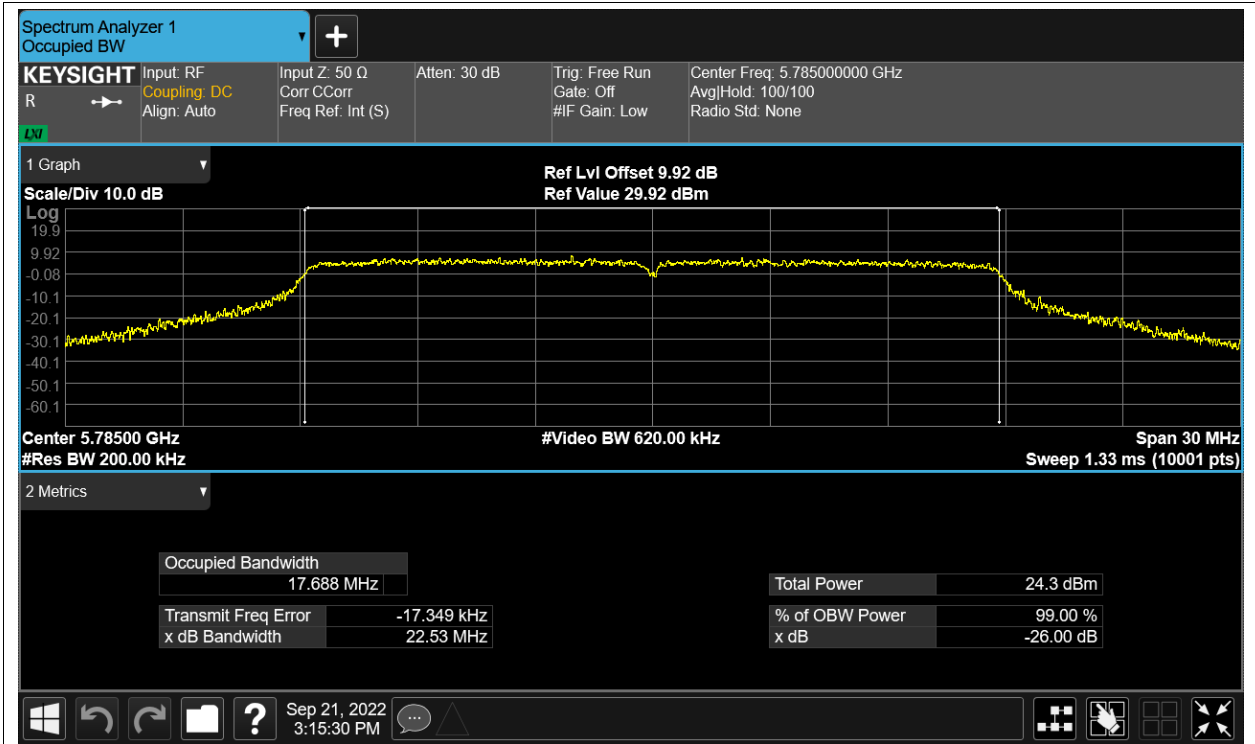 Spectrum Analyzer 1
Occupied BW
KEYSIGHT
R
LXI
Input: RF
Coupling: DC
Align: Auto
Input Z: 50 Ω
Corr CCorr
Freq Ref: Int (S)
Atten: 30 dB
Trig: Free Run
Gate: Off
#IF Gain: Low
Center Freq: 5.785000000 GHz
Avg|Hold: 100/100
Radio Std: None
1 Graph
Scale/Div 10.0 dB
Ref Lvl Offset 9.92 dB
Ref Value 29.92 dBm
Log
19.9
9.92
-0.08
-10.1
-20.1
-30.1
-40.1
-50.1
-60.1
Center 5.78500 GHz
#Video BW 620.00 kHz
Span 30 MHz
#Res BW 200.00 kHz
Sweep 1.33 ms (10001 pts)
2 Metrics
Occupied Bandwidth
17.688 MHz
Total Power 24.3 dBm
Transmit Freq Error -17.349 kHz
% of OBW Power 99.00 %
x dB Bandwidth 22.53 MHz
x dB -26.00 dB
?
Sep 21, 2022
3:15:30 PM